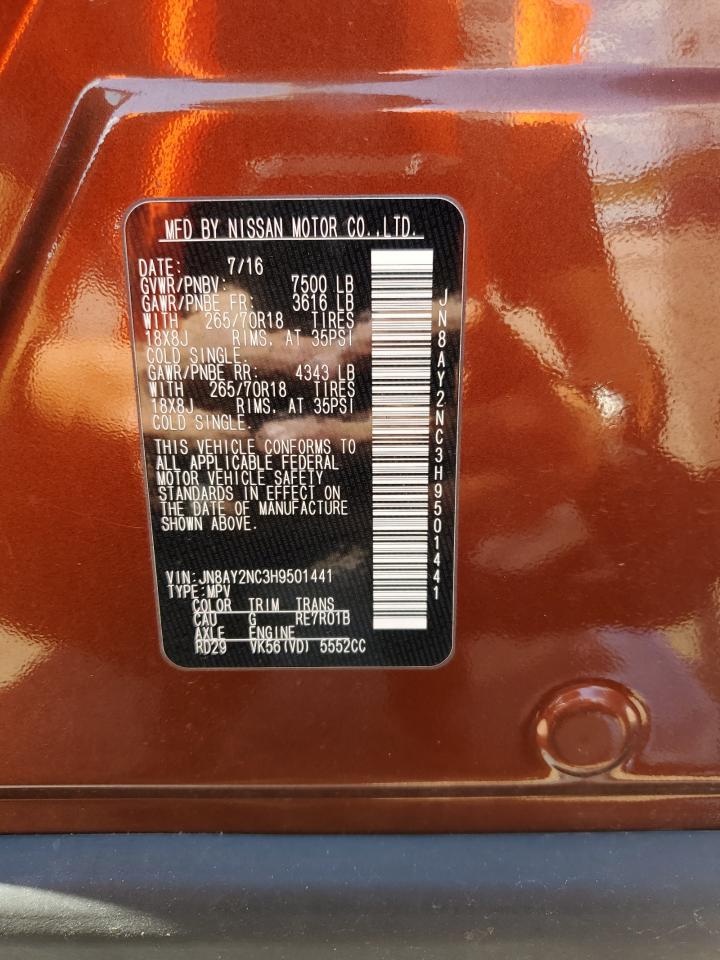 MFD BY NISSAN MOTOR CO.,LTD.
DATE: 7/16
GVWR/PNBV: 7500 LB
GAWR/PNBE FR: 3616 LB
WITH 265/70R18 TIRES
18X8J RIMS, AT 35PSI
COLD SINGLE.
GAWR/PNBE RR: 4343 LB
WITH 265/70R18 TIRES
18X8J RIMS, AT 35PSI
COLD SINGLE.
THIS VEHICLE CONFORMS TO
ALL APPLICABLE FEDERAL
MOTOR VEHICLE SAFETY
STANDARDS IN EFFECT ON
THE DATE OF MANUFACTURE
SHOWN ABOVE.
VIN:JN8AY2NC3H9501441
TYPE:MPV
COLOR TRIM TRANS
CAU G RE7R01B
AXLE ENGINE
RD29 VK56(VD) 5552CC
JN8AY2NC3H9501441